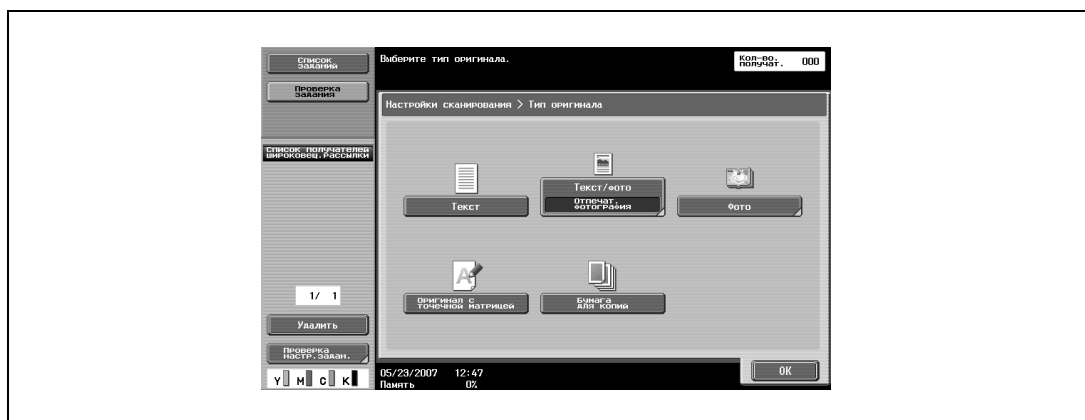 Список
заданий
Проверка
задания
Список получателей
широковещ.рассылки
1/ 1
Удалить
Проверка
настр.задан.
Y M C K
Выберите тип оригинала.
Кол-во.
получат. 000
Настройки сканирования > Тип оригинала
Текст
Текст/фото
Отпечат.
фотография
Фото
Оригинал с
точечной матрицей
Бумага
для копий
05/23/2007 12:47
Память 0%
OK